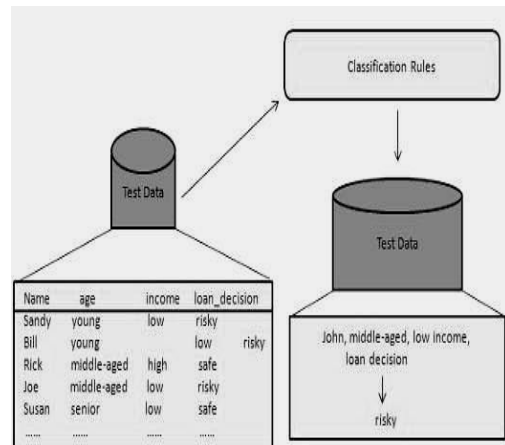 Classification Rules
Test Data
Test Data
Name age income loan_decision
Sandy young low risky
Bill young low risky
Rick middle-aged high safe
Joe middle-aged low risky
Susan senior low safe
...... ...... ...... ......
John, middle-aged, low income,
loan decision
risky